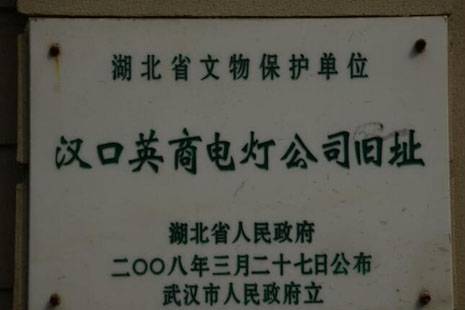 湖北省文物保护单位
汉口英商电灯公司旧址
湖北省人民政府
二〇〇八年三月二十七日公布
武汉市人民政府立